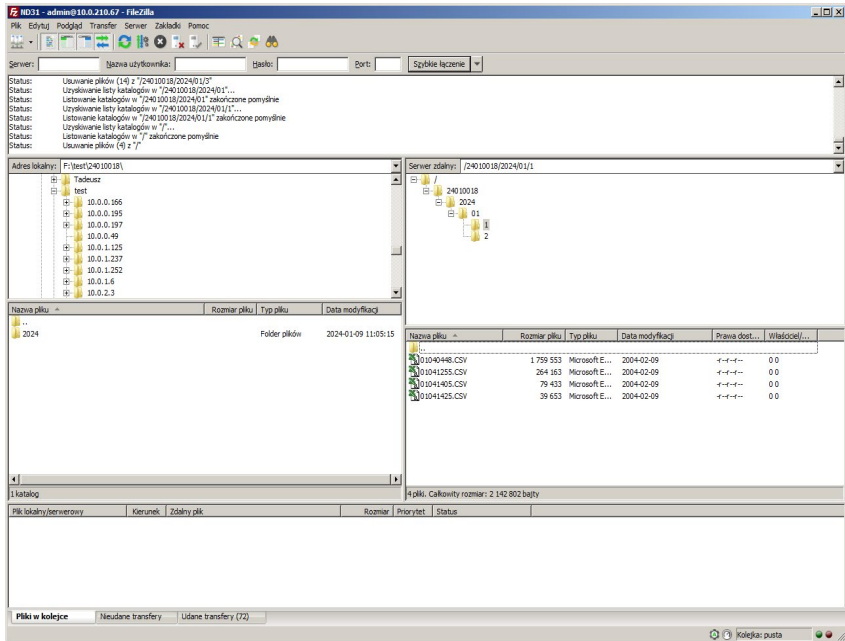 ND31 - admin@10.0.210.67 - FileZilla
Plik Edytuj Podgląd Transfer Serwer Zakładki Pomoc
Serwer: Nazwa użytkownika: Hasło: Port: Szybkie łączenie
Status: Usuwanie plików (14) z "/24010018/2024/01/3"
Status: Uzyskiwanie listy katalogów w "/24010018/2024/01"...
Status: Listowanie katalogów w "/24010018/2024/01" zakończone pomyślnie
Status: Uzyskiwanie listy katalogów w "/24010018/2024/01/1"...
Status: Listowanie katalogów w "/24010018/2024/01/1" zakończone pomyślnie
Status: Uzyskiwanie listy katalogów w "/"...
Status: Listowanie katalogów w "/" zakończone pomyślnie
Status: Usuwanie plików (4) z "/"
Adres lokalny: F:\test\24010018\
Tadeusz
test
10.0.0.166
10.0.0.195
10.0.0.197
10.0.0.49
10.0.1.125
10.0.1.237
10.0.1.252
10.0.1.6
10.0.2.3
Nazwa pliku Rozmiar pliku Typ pliku Data modyfikacji
..
2024 Folder plików 2024-01-09 11:05:15
1 katalog
Serwer zdalny: /24010018/2024/01/1
/
24010018
2024
01
1
2
Nazwa pliku Rozmiar pliku Typ pliku Data modyfikacji Prawa dost... Właściciel/...
..
01040448.CSV 1 759 553 Microsoft E... 2004-02-09 -r--r--r-- 0 0
01041255.CSV 264 163 Microsoft E... 2004-02-09 -r--r--r-- 0 0
01041405.CSV 79 433 Microsoft E... 2004-02-09 -r--r--r-- 0 0
01041425.CSV 39 653 Microsoft E... 2004-02-09 -r--r--r-- 0 0
4 pliki. Całkowity rozmiar: 2 142 802 bajty
Plik lokalny/serwerowy Kierunek Zdalny plik Rozmiar Priorytet Status
Pliki w kolejce Nieudane transfery Udane transfery (72)
Kolejka: pusta